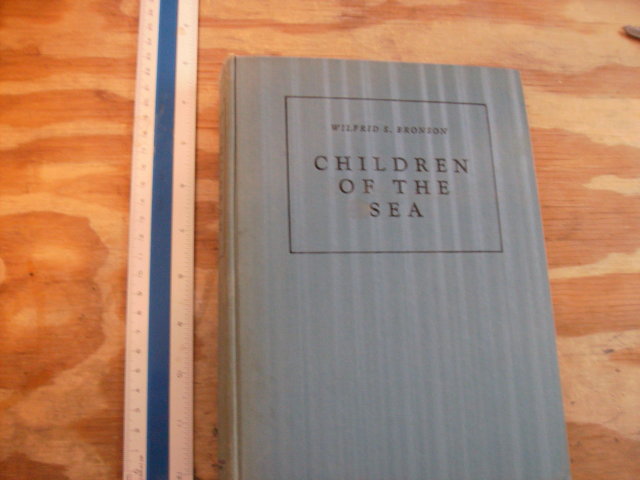 WILFRID S. BRONSON
CHILDREN
OF THE
SEA